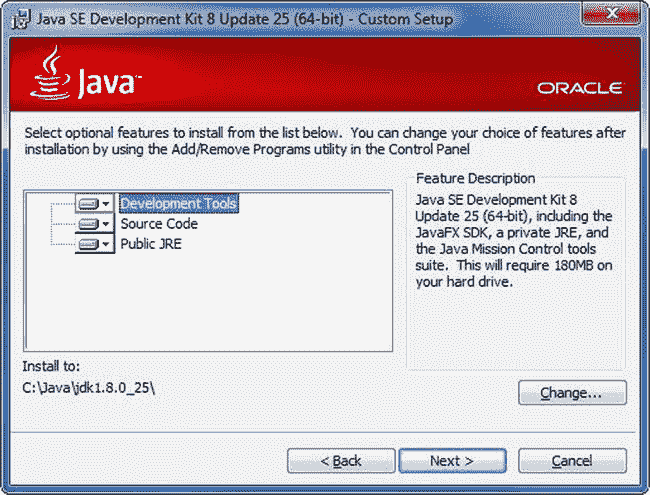 Java SE Development Kit 8 Update 25 (64-bit) - Custom Setup
Java™
ORACLE
Select optional features to install from the list below. You can change your choice of features after
installation by using the Add/Remove Programs utility in the Control Panel
Development Tools
Source Code
Public JRE
Feature Description
Java SE Development Kit 8
Update 25 (64-bit), including the
JavaFX SDK, a private JRE, and
the Java Mission Control tools
suite. This will require 180MB on
your hard drive.
Install to:
C:\Java\jdk1.8.0_25\
Change...
< Back
Next >
Cancel